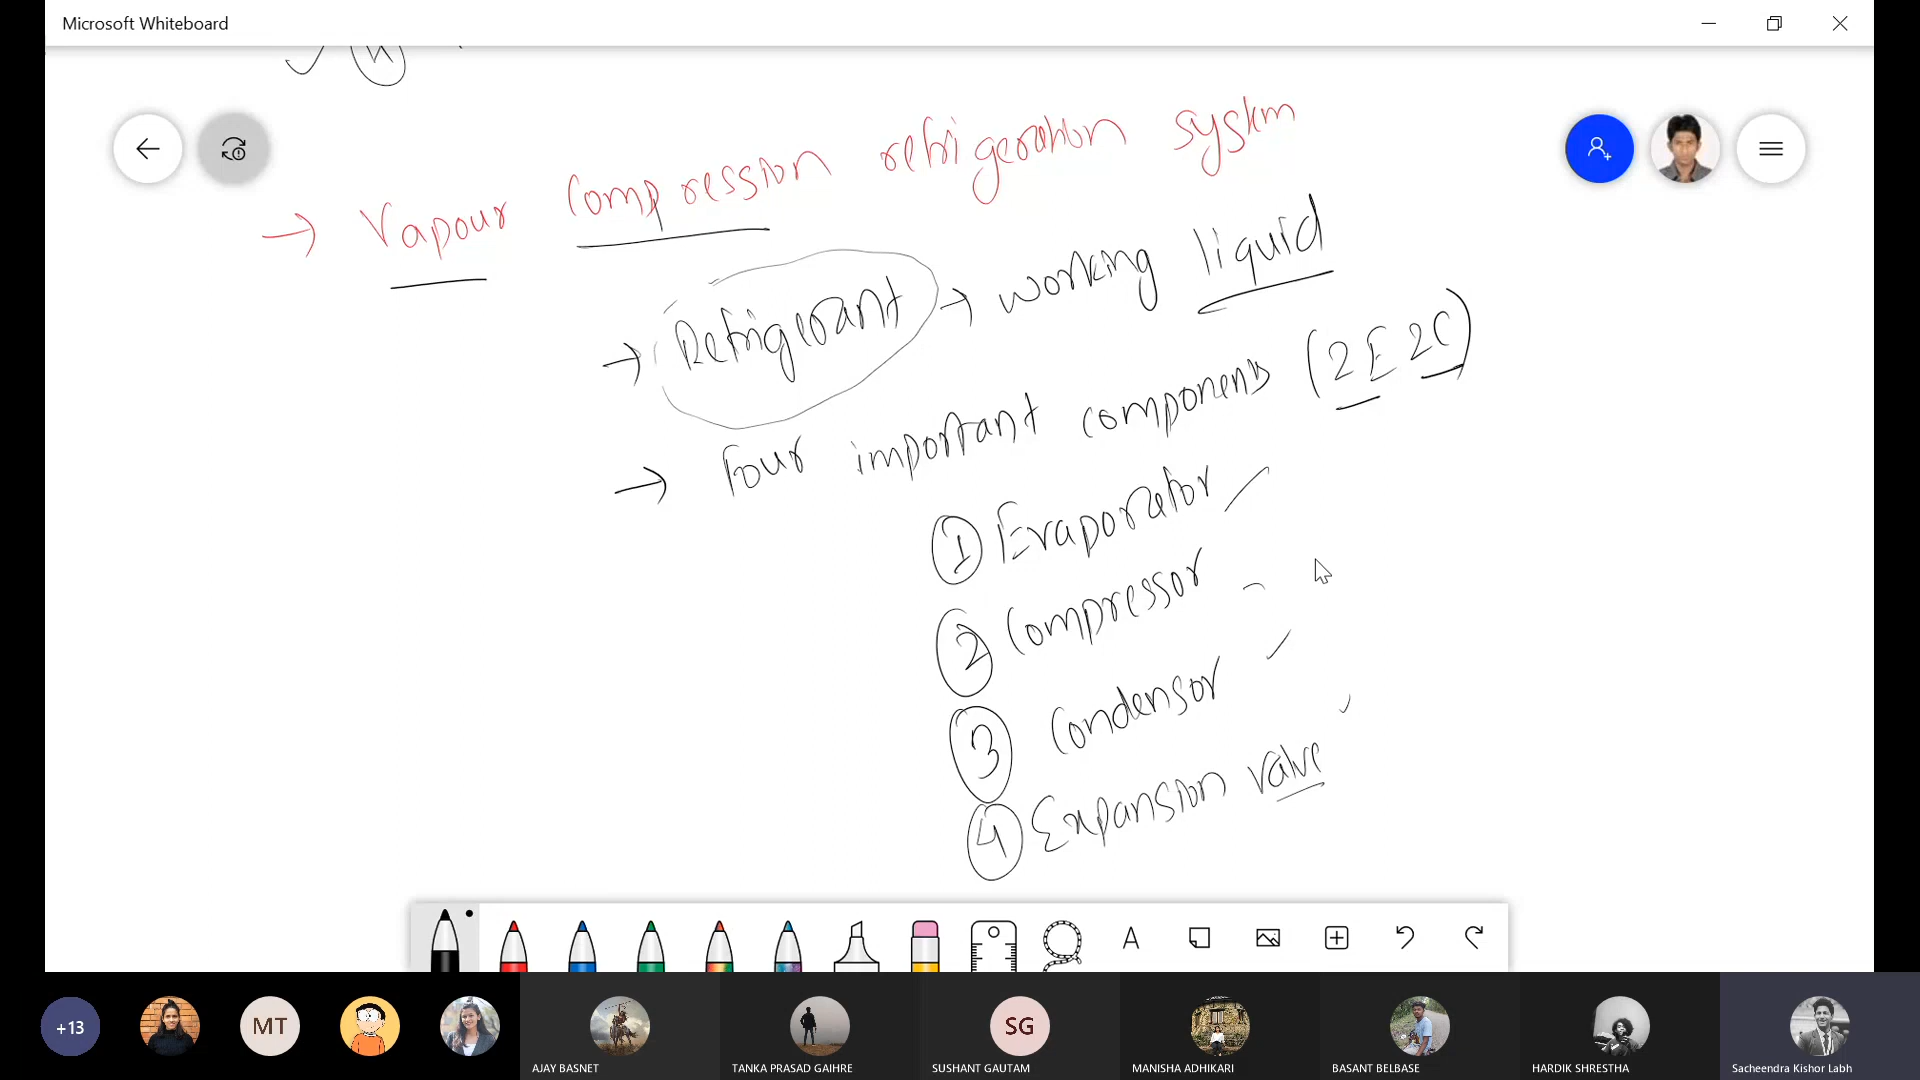 Microsoft Whiteboard
→ Vapour Compression refrigeration system
→ Refrigerant → working liquid
→ Four important components (2E 2C)
① Evaporator
② Compressor
③ Condensor
④ Expansion valve
A
+13
MT
SG
AJAY BASNET
TANKA PRASAD GAIHRE
SUSHANT GAUTAM
MANISHA ADHIKARI
BASANT BELBASE
HARDIK SHRESTHA
Sacheendra Kishor Labh